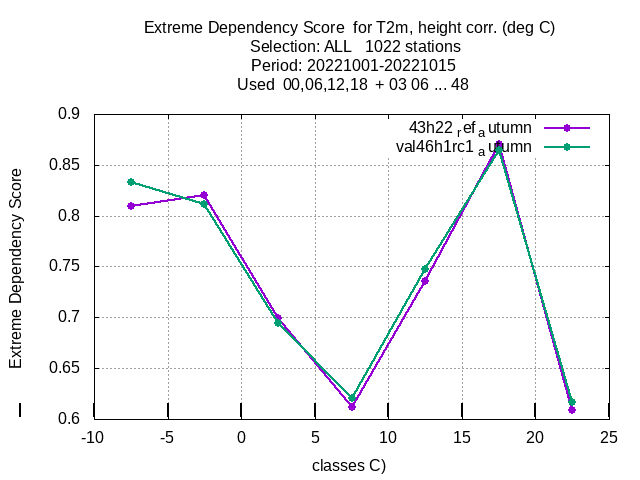 Extreme Dependency Score for T2m, height corr. (deg C)
Selection: ALL 1022 stations
Period: 20221001-20221015
Used 00,06,12,18 + 03 06 ... 48
43h22 ref a utumn
val46h1rc1 a utumn
0.9
0.85
0.8
0.75
0.7
0.65
0.6
Extreme Dependency Score
-10 -5 0 5 10 15 20 25
classes C)